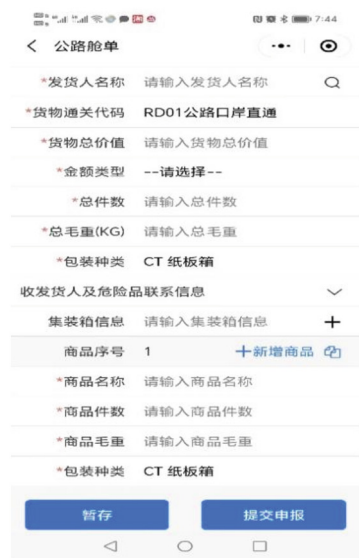 7:44
公路舱单
*发货人名称 请输入发货人名称
*货物通关代码 RD01公路口岸直通
*货物总价值 请输入货物总价值
*金额类型 --请选择--
*总件数 请输入总件数
*总毛重(KG) 请输入总毛重
*包装种类 CT 纸板箱
收发货人及危险品联系信息
集装箱信息 请输入集装箱信息
商品序号 1 十新增商品
*商品名称 请输入商品名称
*商品件数 请输入商品件数
*商品毛重 请输入商品毛重
*包装种类 CT 纸板箱
暂存 提交申报